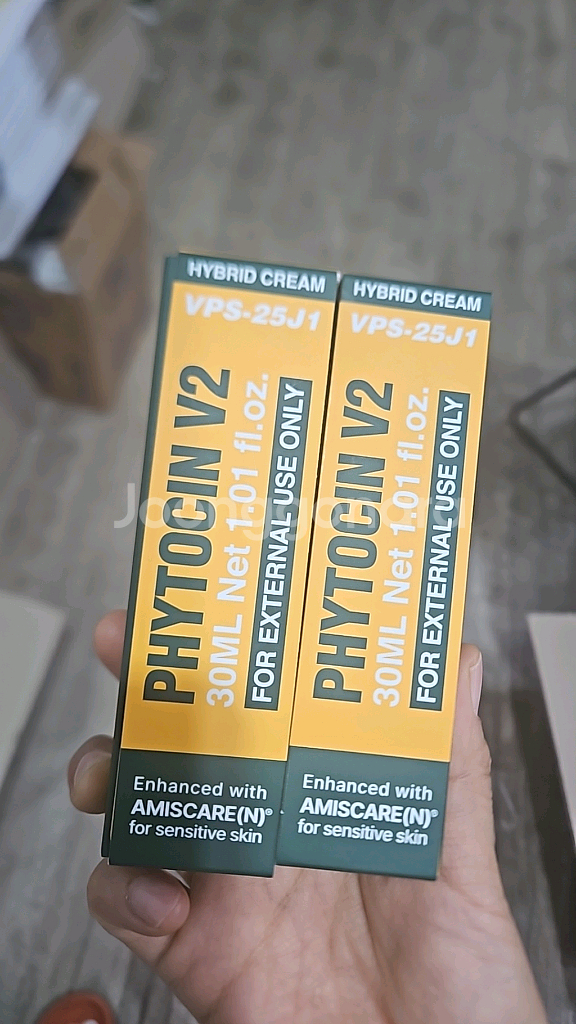 HYBRID CREAM
VPS-25J1
PHYTOCIN V2
30ML Net 1.01 fl.oz.
FOR EXTERNAL USE ONLY
Enhanced with
AMISCARE(N)®
for sensitive skin
HYBRID CREAM
VPS-25J1
PHYTOCIN V2
30ML Net 1.01 fl.oz.
FOR EXTERNAL USE ONLY
Enhanced with
AMISCARE(N)®
for sensitive skin
Joonggonara